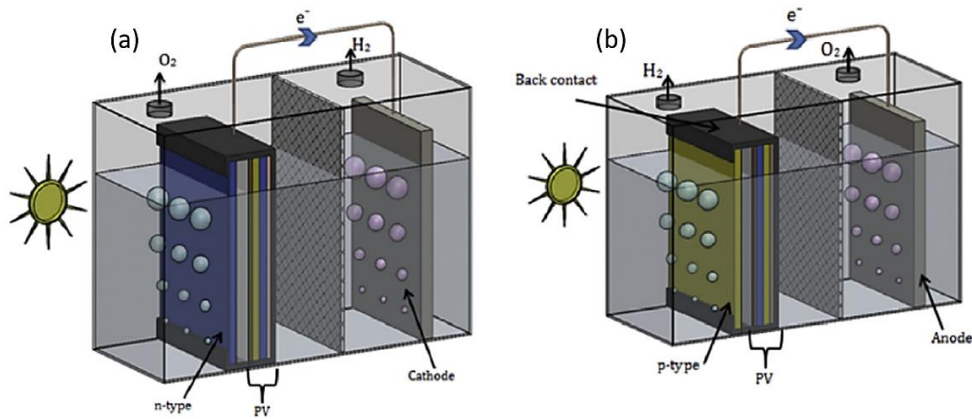 (a)
e⁻
O₂
H₂
n-type
PV
Cathode
(b)
e⁻
Back contact
H₂
O₂
p-type
PV
Anode